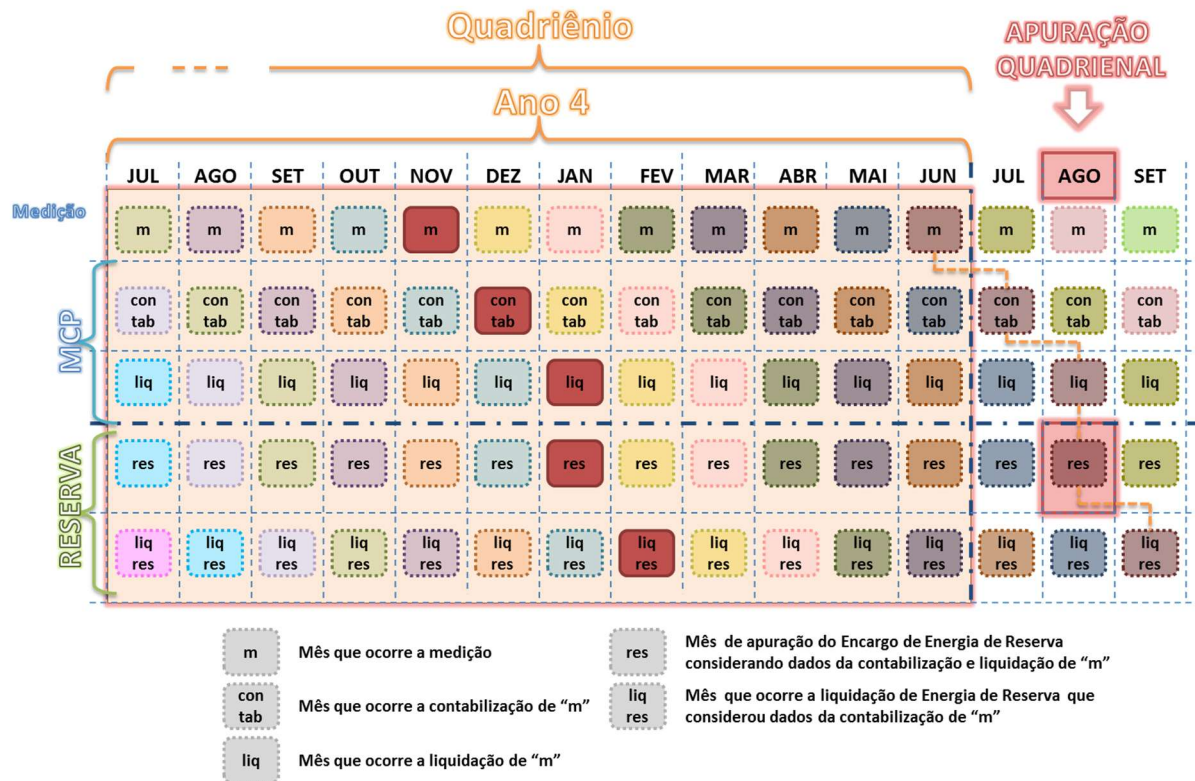 Quadriênio
APURAÇÃO
QUADRIENAL
Ano 4
JUL AGO SET OUT NOV DEZ JAN FEV MAR ABR MAI JUN JUL AGO SET
Medição
m m m m m m m m m m m m m m m
MCP
con con con con con con con con con con con con con con con
tab tab tab tab tab tab tab tab tab tab tab tab tab tab tab
liq liq liq liq liq liq liq liq liq liq liq liq liq liq liq
RESERVA
res res res res res res res res res res res res res res res
liq liq liq liq liq liq liq liq liq liq liq liq liq liq liq
res res res res res res res res res res res res res res res
m Mês que ocorre a medição
res Mês de apuração do Encargo de Energia de Reserva
considerando dados da contabilização e liquidação de “m”
con
tab Mês que ocorre a contabilização de “m”
liq Mês que ocorre a liquidação de Energia de Reserva que
res considerou dados da contabilização de “m”
liq Mês que ocorre a liquidação de “m”